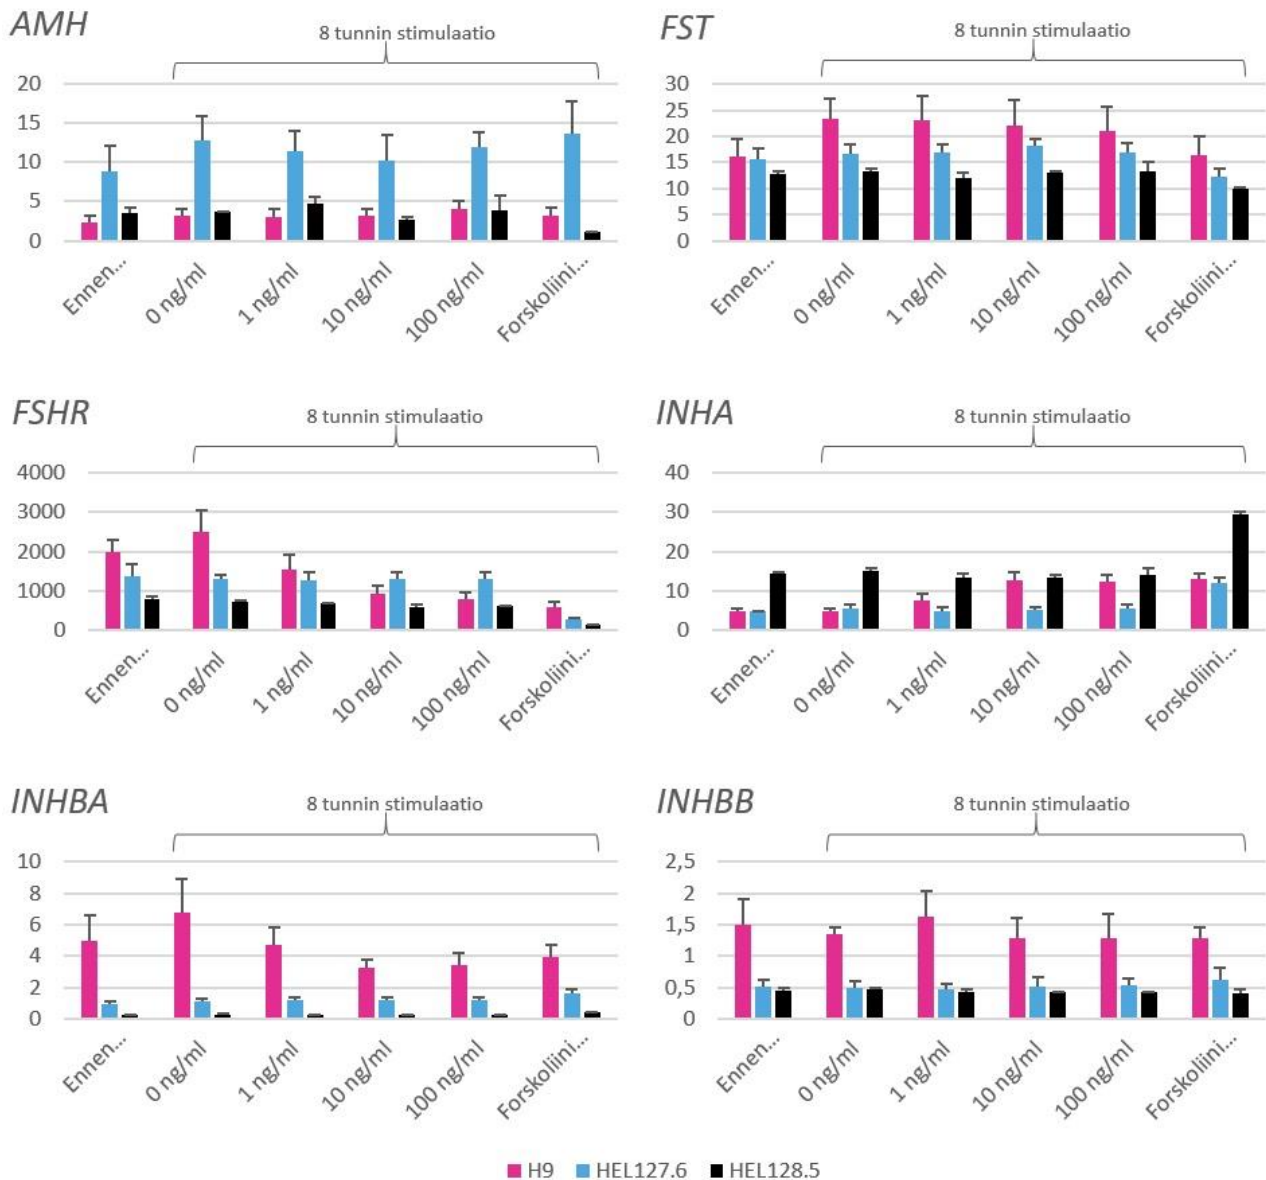 AMH
8 tunnin stimulaatio
20
15
10
5
0
Ennen...
0 ng/ml
1 ng/ml
10 ng/ml
100 ng/ml
Forskoliini...
FST
8 tunnin stimulaatio
30
25
20
15
10
5
0
Ennen...
0 ng/ml
1 ng/ml
10 ng/ml
100 ng/ml
Forskoliini...
FSHR
8 tunnin stimulaatio
4000
3000
2000
1000
0
Ennen...
0 ng/ml
1 ng/ml
10 ng/ml
100 ng/ml
Forskoliini...
INHA
8 tunnin stimulaatio
40
30
20
10
0
Ennen...
0 ng/ml
1 ng/ml
10 ng/ml
100 ng/ml
Forskoliini...
INHBA
8 tunnin stimulaatio
10
8
6
4
2
0
Ennen...
0 ng/ml
1 ng/ml
10 ng/ml
100 ng/ml
Forskoliini...
INHBB
8 tunnin stimulaatio
2,5
2
1,5
1
0,5
0
Ennen...
0 ng/ml
1 ng/ml
10 ng/ml
100 ng/ml
Forskoliini...
H9 HEL127.6 HEL128.5